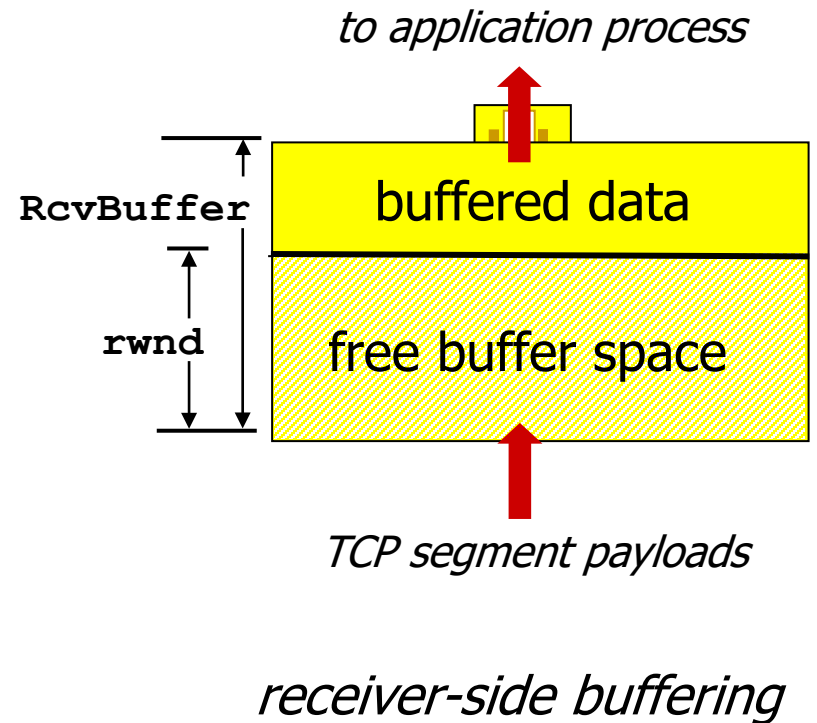 to application process
RcvBuffer
buffered data
rwnd
free buffer space
TCP segment payloads
receiver-side buffering